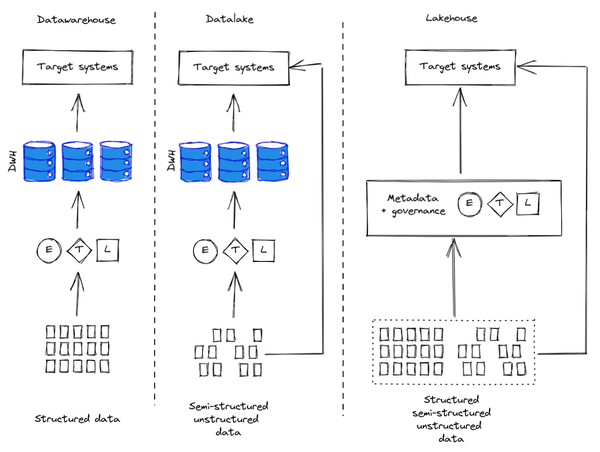 Datawarehouse
Target systems
DWH
E T L
Structured data
Datalake
Target systems
DWH
E T L
Semi-structured
unstructured
data
Lakehouse
Target systems
Metadata
+ governance
E T L
Structured
semi-structured
unstructured
data